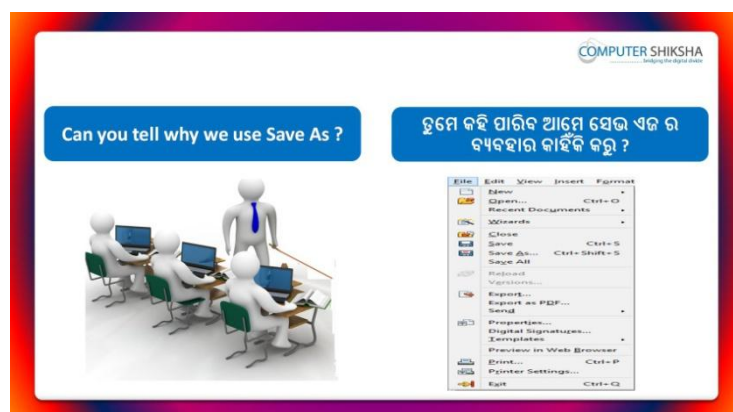 COMPUTER SHIKSHA
bridging the digital divide
Can you tell why we use Save As ?
ତୁମେ କହି ପାରିବ ଆମେ ସେଭ ଏଜ ର
ବ୍ୟବହାର କାହିଁକି କରୁ ?
File Edit View Insert Format
New
Open... Ctrl+O
Recent Documents
Wizards
Close
Save Ctrl+S
Save As... Ctrl+Shift+S
Save All
Reload
Versions...
Export...
Export as PDF...
Send
Properties...
Digital Signatures...
Templates
Preview in Web Browser
Print... Ctrl+P
Printer Settings...
Exit Ctrl+Q